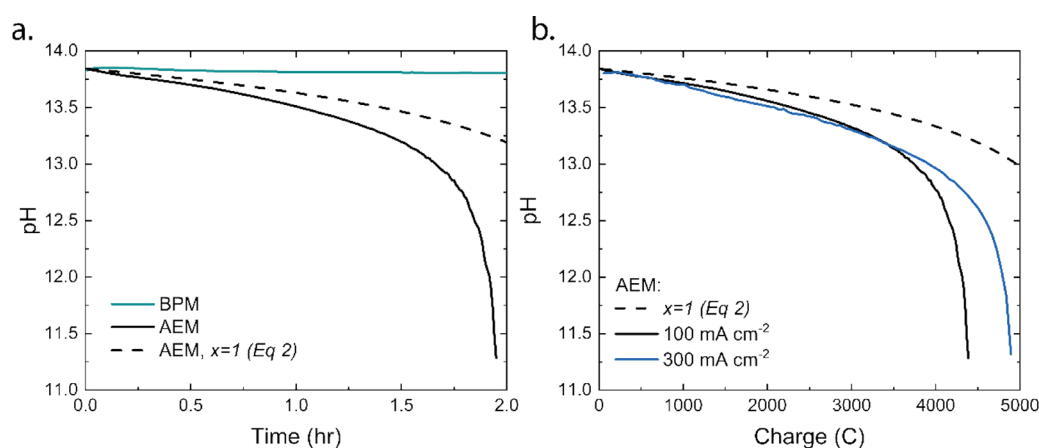 a.
14.0
13.5
13.0
12.5
12.0
11.5
11.0
pH
BPM
AEM
AEM, x=1 (Eq 2)
0.0 0.5 1.0 1.5 2.0
Time (hr)
b.
14.0
13.5
13.0
12.5
12.0
11.5
11.0
pH
AEM:
x=1 (Eq 2)
100 mA cm-2
300 mA cm-2
0 1000 2000 3000 4000 5000
Charge (C)